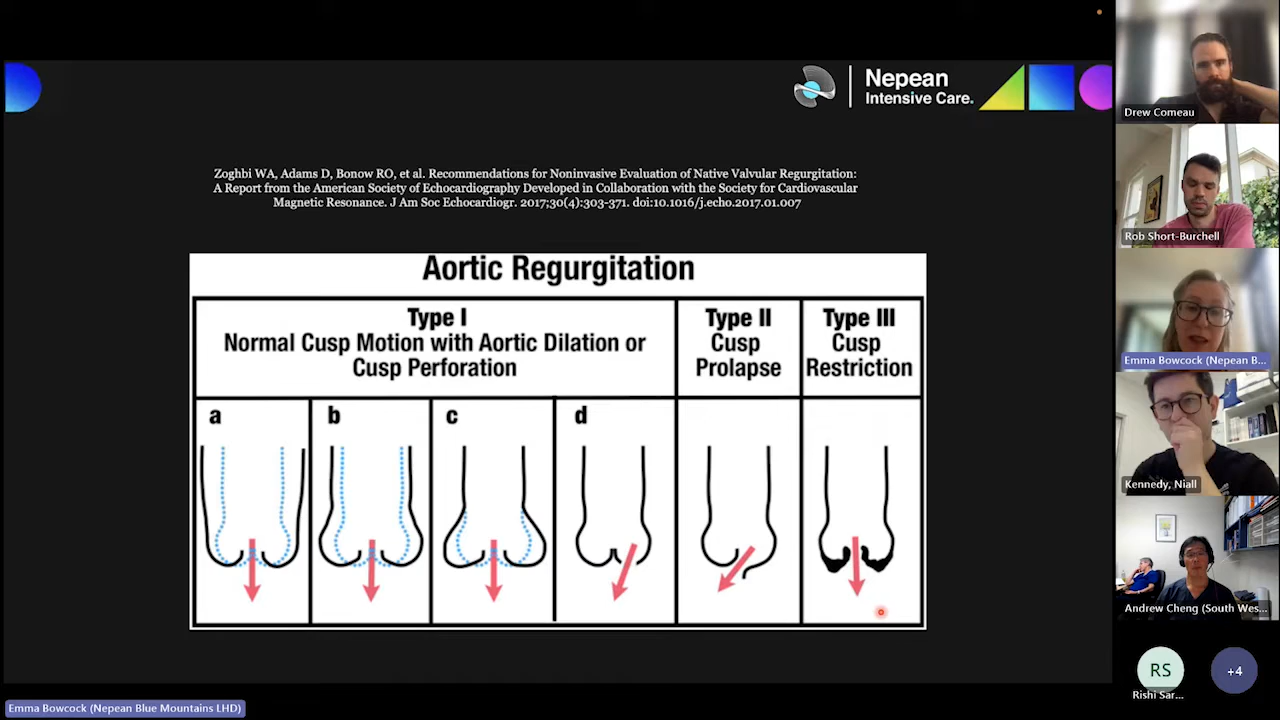 Nepean
Intensive Care.
Zoghbi WA, Adams D, Bonow RO, et al. Recommendations for Noninvasive Evaluation of Native Valvular Regurgitation:
A Report from the American Society of Echocardiography Developed in Collaboration with the Society for Cardiovascular
Magnetic Resonance. J Am Soc Echocardiogr. 2017;30(4):303-371. doi:10.1016/j.echo.2017.01.007
Aortic Regurgitation
Type I
Normal Cusp Motion with Aortic Dilation or
Cusp Perforation
Type II
Cusp
Prolapse
Type III
Cusp
Restriction
a
b
c
d
Drew Comeau
Rob Short-Burchell
Emma Bowcock (Nepean B...
Kennedy, Niall
Andrew Cheng (South Wes...
RS
Rishi Sar...
+4
Emma Bowcock (Nepean Blue Mountains LHD)